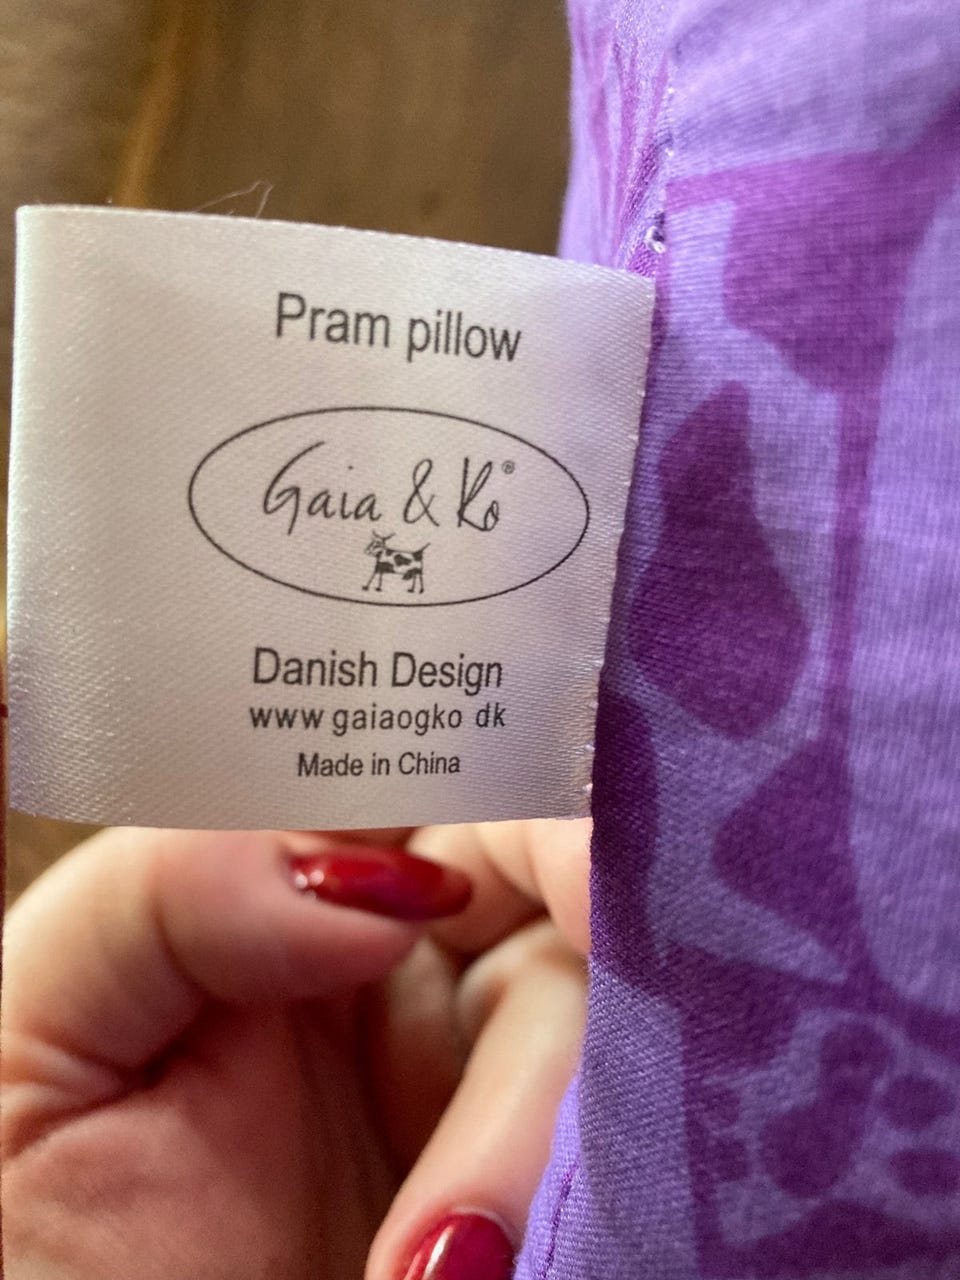 Pram pillow
Gaia & Ko®
Danish Design
www gaiaogko dk
Made in China